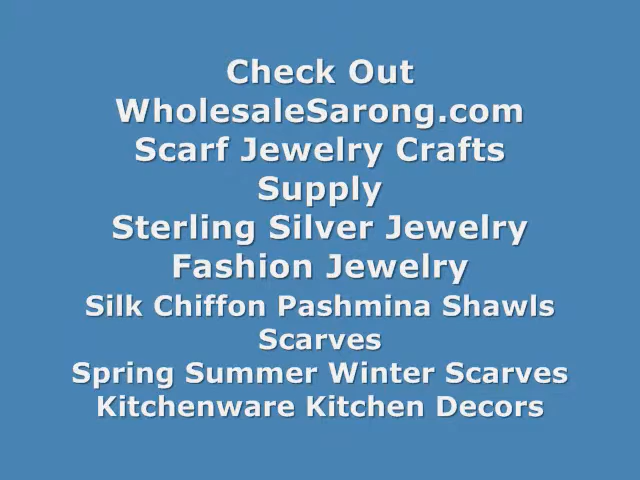 Check Out
WholesaleSarong.com
Scarf Jewelry Crafts
Supply
Sterling Silver Jewelry
Fashion Jewelry
Silk Chiffon Pashmina Shawls
Scarves
Spring Summer Winter Scarves
Kitchenware Kitchen Decors